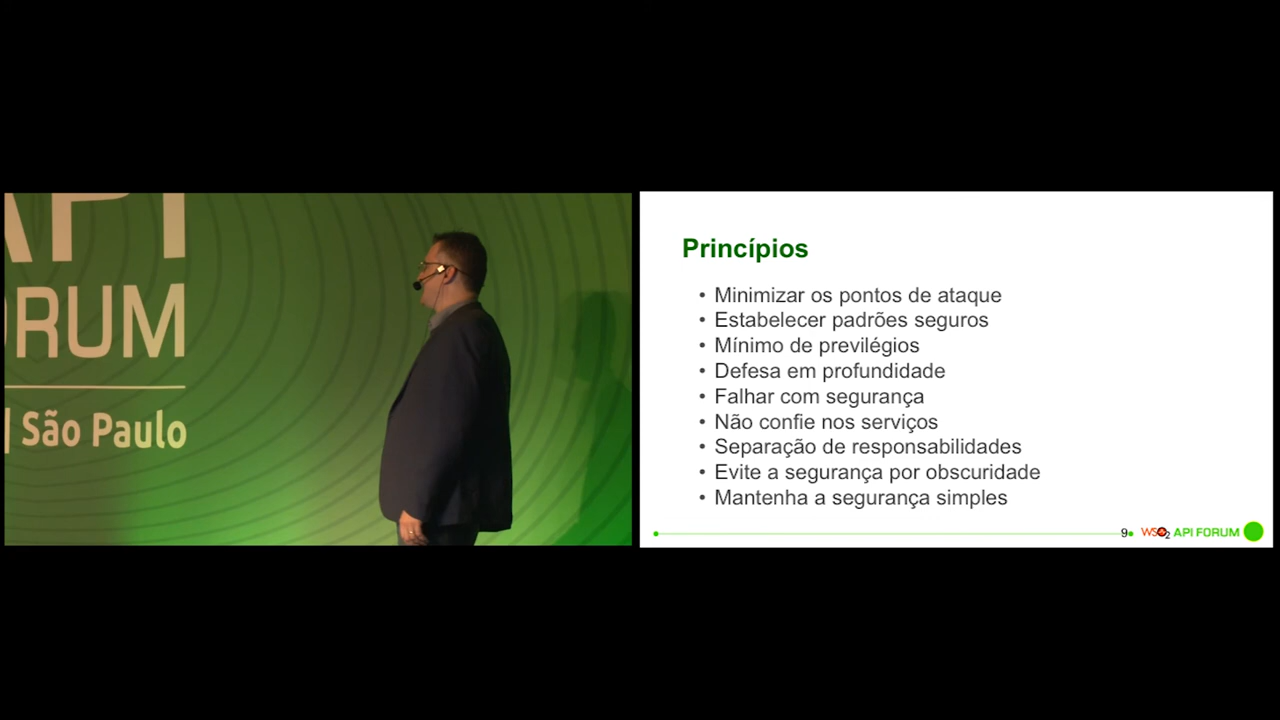 API
FORUM
| São Paulo
Princípios
• Minimizar os pontos de ataque
• Estabelecer padrões seguros
• Mínimo de previlégios
• Defesa em profundidade
• Falhar com segurança
• Não confie nos serviços
• Separação de responsabilidades
• Evite a segurança por obscuridade
• Mantenha a segurança simples
9
WSO2 API FORUM